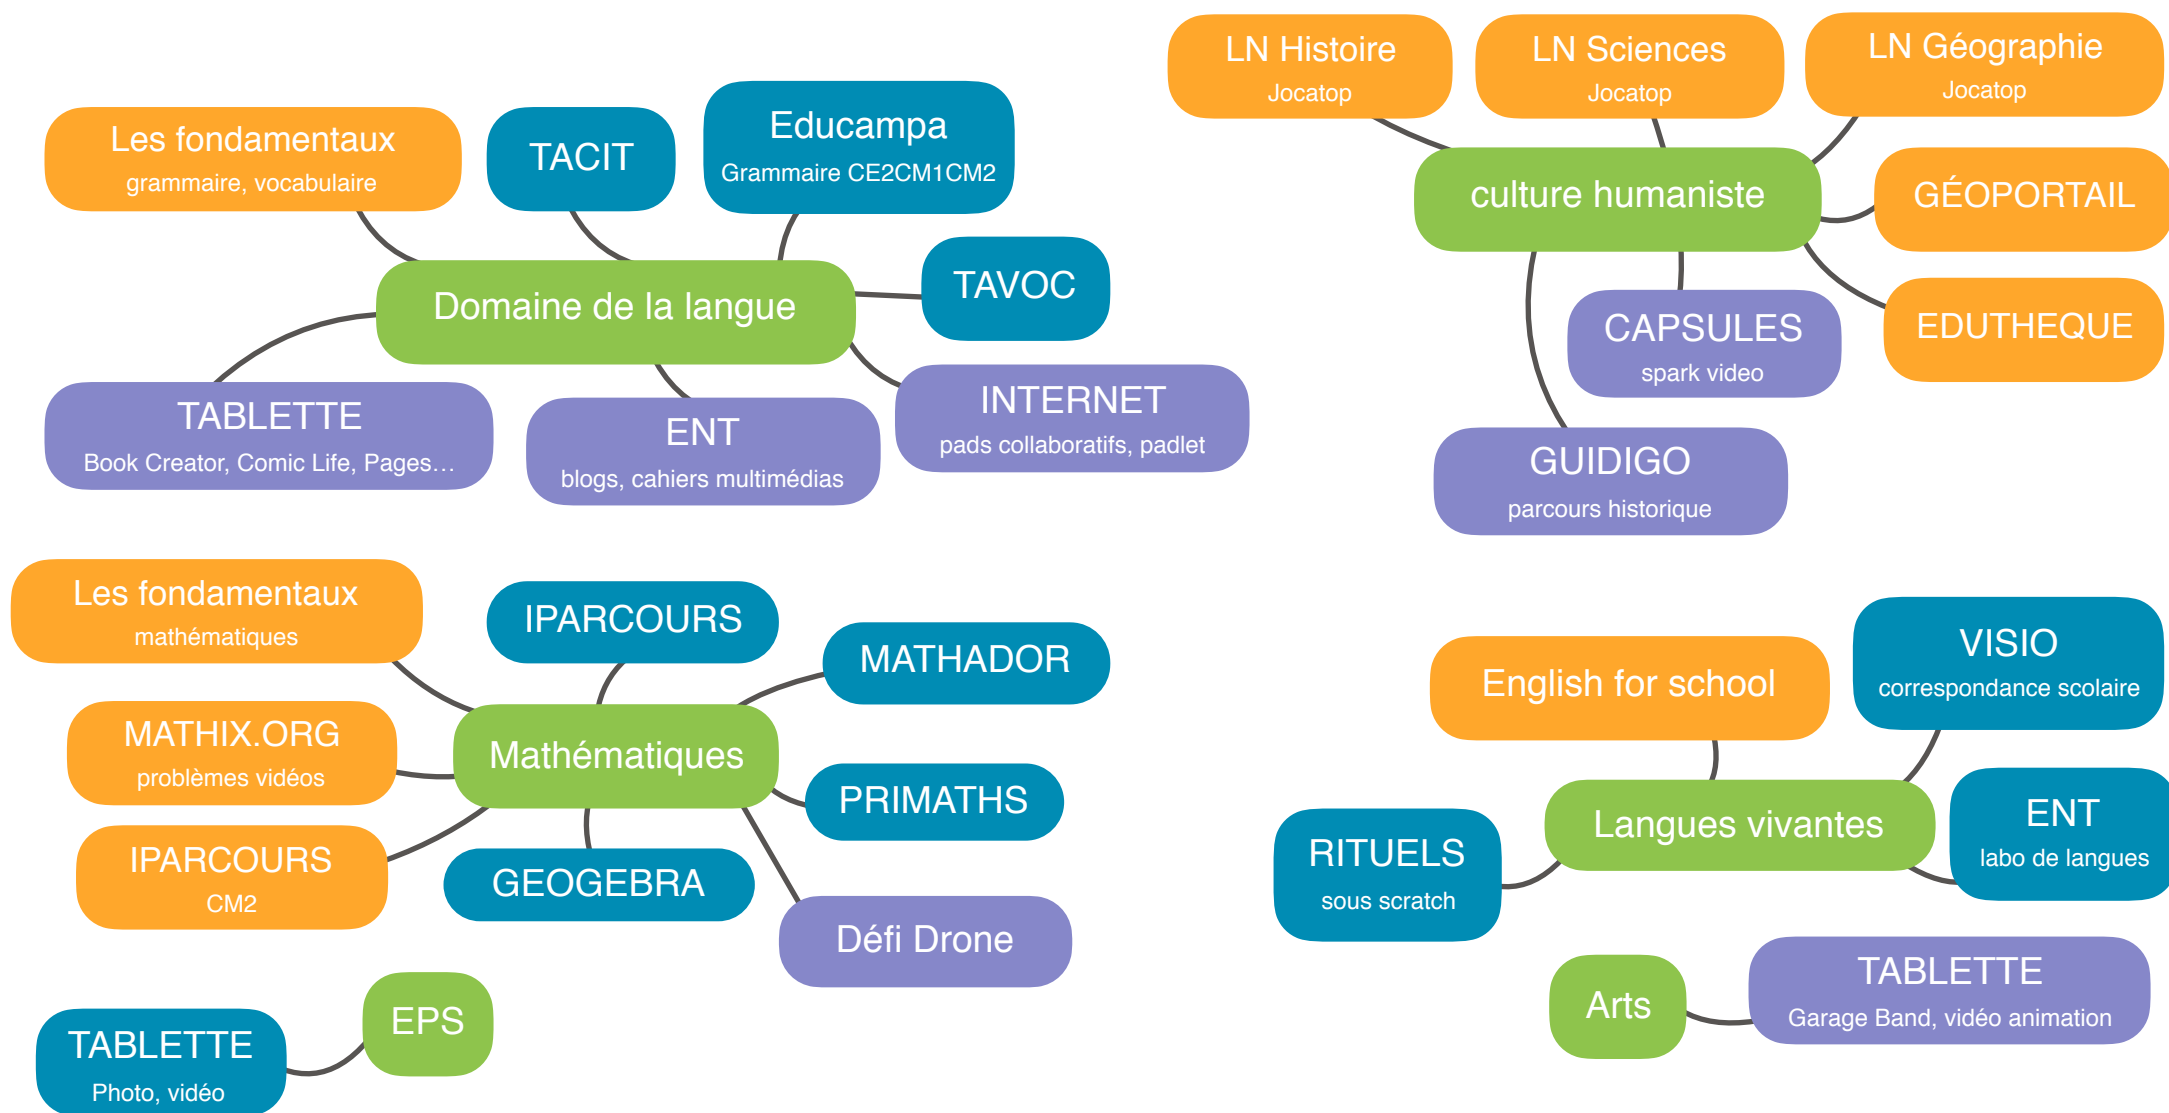 Les fondamentaux
grammaire, vocabulaire
TACIT
Educampa
Grammaire CE2CM1CM2
TAVOC
Domaine de la langue
TABLETTE
Book Creator, Comic Life, Pages…
ENT
blogs, cahiers multimédias
INTERNET
pads collaboratifs, padlet
LN Histoire
Jocatop
LN Sciences
Jocatop
LN Géographie
Jocatop
culture humaniste
GÉOPORTAIL
EDUTHEQUE
CAPSULES
spark video
GUIDIGO
parcours historique
Les fondamentaux
mathématiques
IPARCOURS
MATHADOR
MATHIX.ORG
problèmes vidéos
Mathématiques
PRIMATHS
IPARCOURS
CM2
GEOGEBRA
Défi Drone
EPS
TABLETTE
Photo, vidéo
English for school
VISIO
correspondance scolaire
Langues vivantes
ENT
labo de langues
RITUELS
sous scratch
Arts
TABLETTE
Garage Band, vidéo animation